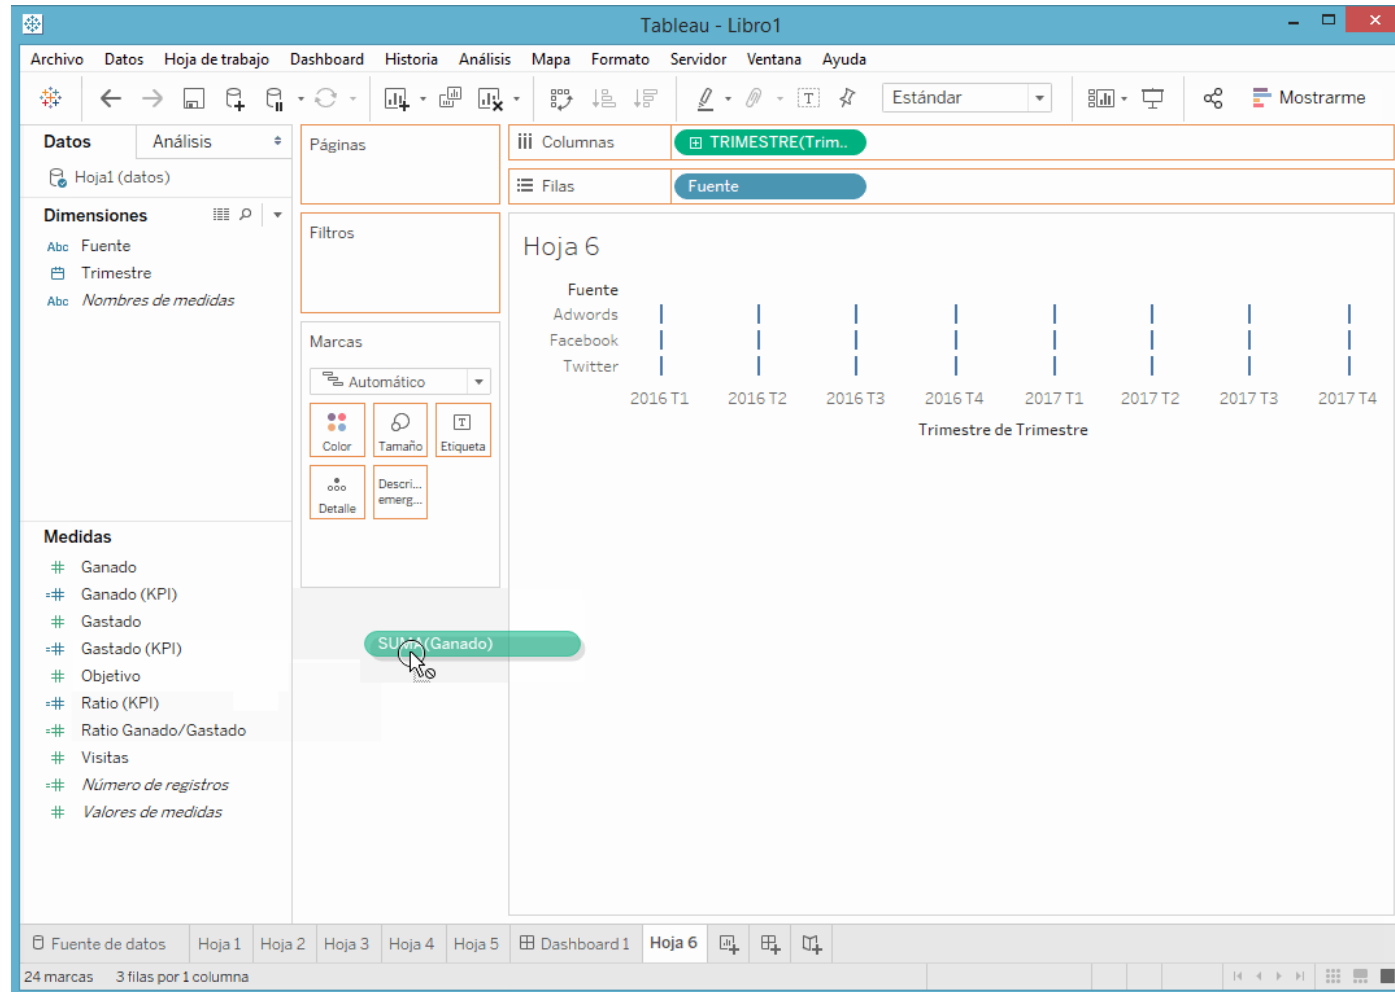 Tableau - Libro1
Archivo Datos Hoja de trabajo Dashboard Historia Análisis Mapa Formato Servidor Ventana Ayuda
Estándar
Mostrarme
Datos Análisis
Hoja1 (datos)
Dimensiones
Abc Fuente
Trimestre
Abc Nombres de medidas
Medidas
Ganado
Ganado (KPI)
Gastado
Gastado (KPI)
Objetivo
Ratio (KPI)
Ratio Ganado/Gastado
Visitas
Número de registros
Valores de medidas
Páginas
Filtros
Marcas
Automático
Color Tamaño Etiqueta
Detalle Descri... emerg...
SUMA(Ganado)
Columnas TRIMESTRE(Trim..
Filas Fuente
Hoja 6
Fuente
Adwords
Facebook
Twitter
2016 T1 2016 T2 2016 T3 2016 T4 2017 T1 2017 T2 2017 T3 2017 T4
Trimestre de Trimestre
Fuente de datos Hoja 1 Hoja 2 Hoja 3 Hoja 4 Hoja 5 Dashboard 1 Hoja 6
24 marcas 3 filas por 1 columna